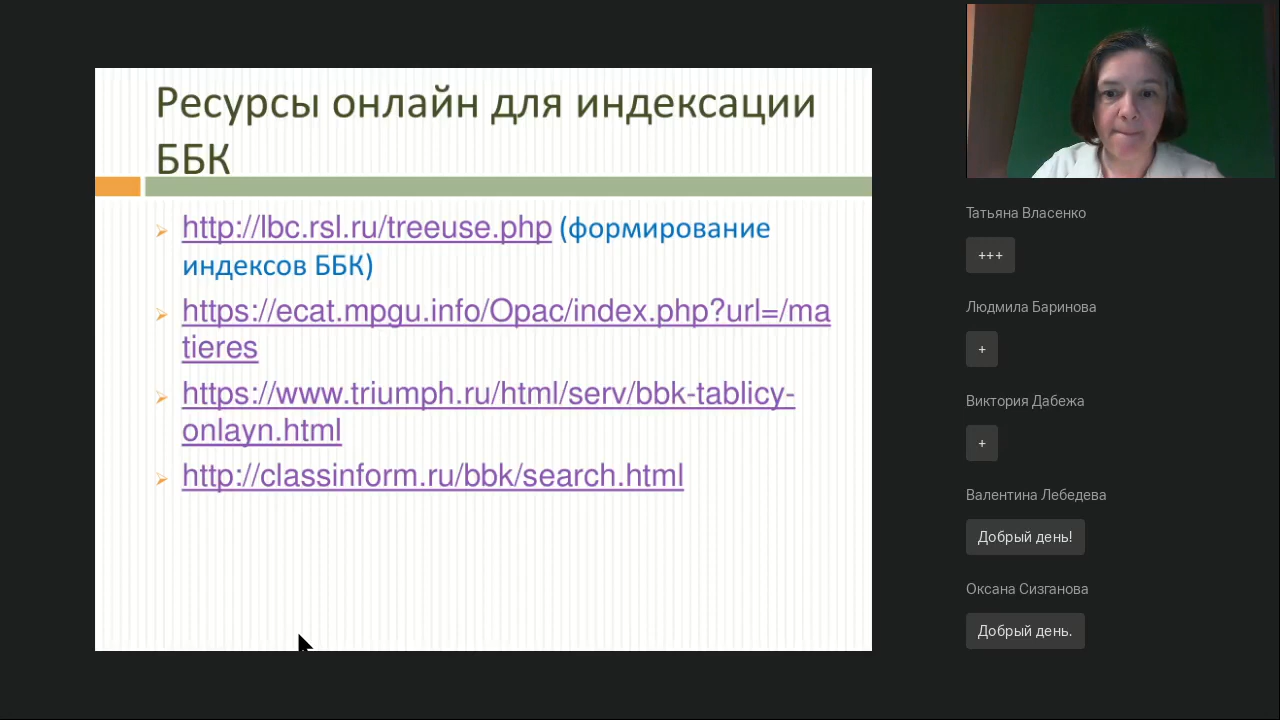 Ресурсы онлайн для индексации
ББК
http://lbc.rsl.ru/treeuse.php (формирование
индексов ББК)
https://ecat.mpgu.info/Opac/index.php?url=/ma
tieres
https://www.triumph.ru/html/serv/bbk-tablicy-
onlayn.html
http://classinform.ru/bbk/search.html
Татьяна Власенко
+++
Людмила Баринова
+
Виктория Дабежа
+
Валентина Лебедева
Добрый день!
Оксана Сизганова
Добрый день.